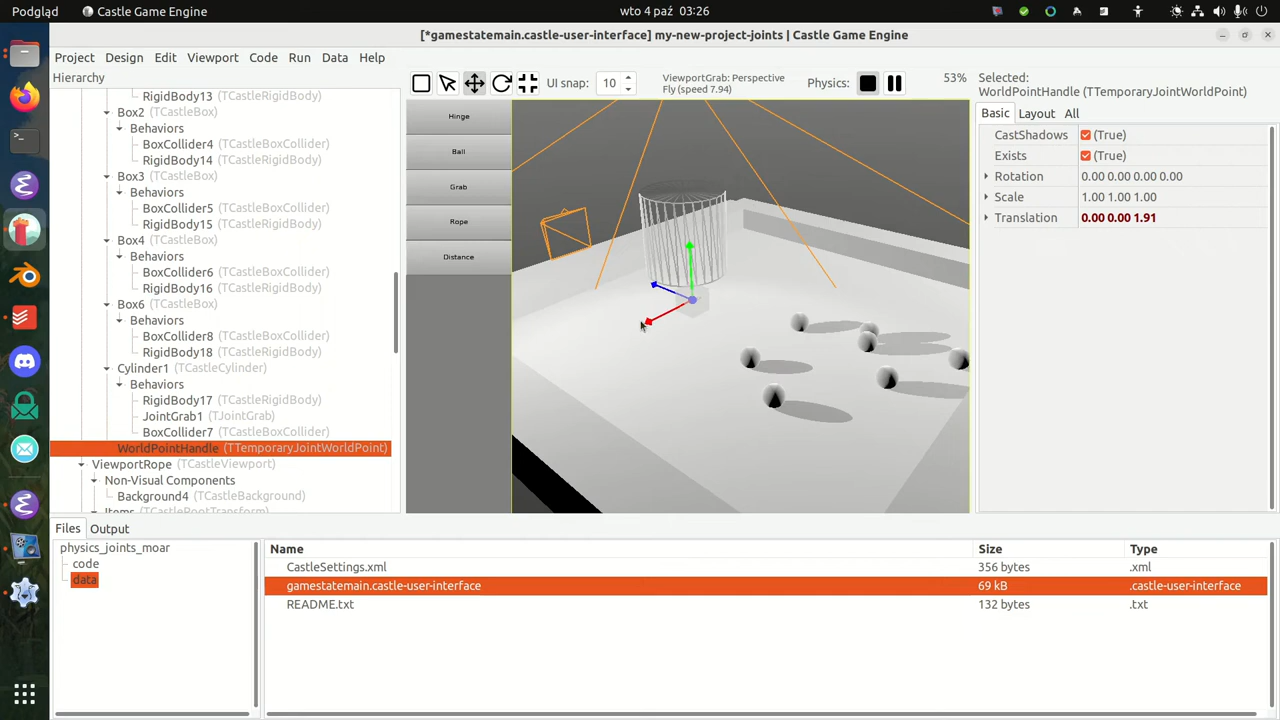 Podgląd
Castle Game Engine
wto 4 paź 03:26
[*gamestatemain.castle-user-interface] my-new-project-joints | Castle Game Engine
Project Design Edit Viewport Code Run Data Help
Hierarchy
RigidBody13 (TCastleRigidBody)
Box2 (TCastleBox)
Behaviors
BoxCollider4 (TCastleBoxCollider)
RigidBody14 (TCastleRigidBody)
Box3 (TCastleBox)
Behaviors
BoxCollider5 (TCastleBoxCollider)
RigidBody15 (TCastleRigidBody)
Box4 (TCastleBox)
Behaviors
BoxCollider6 (TCastleBoxCollider)
RigidBody16 (TCastleRigidBody)
Box6 (TCastleBox)
Behaviors
BoxCollider8 (TCastleBoxCollider)
RigidBody18 (TCastleRigidBody)
Cylinder1 (TCastleCylinder)
Behaviors
RigidBody17 (TCastleRigidBody)
JointGrab1 (TJointGrab)
BoxCollider7 (TCastleBoxCollider)
WorldPointHandle (TTemporaryJointWorldPoint)
ViewportRope (TCastleViewport)
Non-Visual Components
Background4 (TCastleBackground)
Items (TCastleRootTransform)
UI snap: 10
ViewportGrab: Perspective
Fly (speed 7.94)
Physics:
53%
Hinge
Ball
Grab
Rope
Distance
Selected:
WorldPointHandle (TTemporaryJointWorldPoint)
Basic Layout All
CastShadows (True)
Exists (True)
Rotation 0.00 0.00 0.00 0.00
Scale 1.00 1.00 1.00
Translation 0.00 0.00 1.91
Files Output
physics_joints_moar
code
data
Name Size Type
CastleSettings.xml 356 bytes .xml
gamestatemain.castle-user-interface 69 kB .castle-user-interface
README.txt 132 bytes .txt